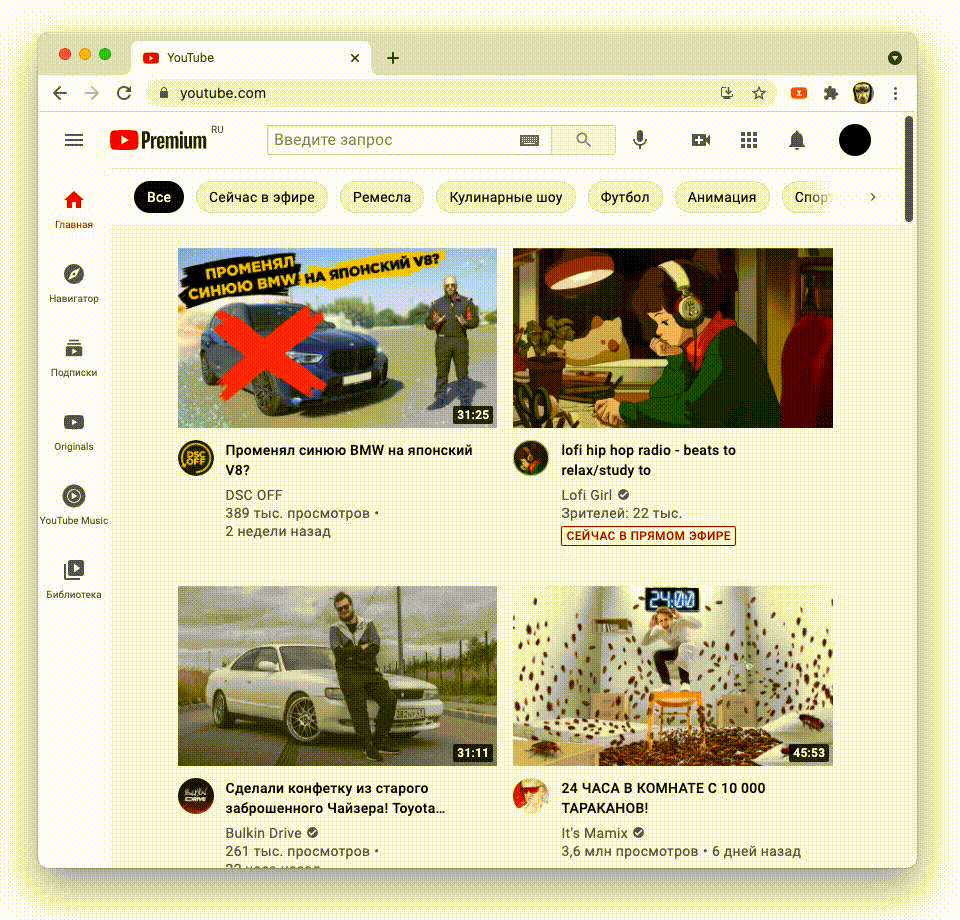 YouTube
youtube.com
Premium RU
Введите запрос
Все
Сейчас в эфире
Ремесла
Кулинарные шоу
Футбол
Анимация
Главная
Навигатор
Подписки
Originals
YouTube Music
Библиотека
ПРОМЕНЯЛ
СИНЮЮ BMW НА ЯПОНСКИЙ V8?
31:25
DSC
OFF
Променял синюю BMW на японский
V8?
DSC OFF
389 тыс. просмотров •
2 недели назад
lofi hip hop radio - beats to
relax/study to
Lofi Girl
Зрителей: 22 тыс.
СЕЙЧАС В ПРЯМОМ ЭФИРЕ
31:11
Сделали конфетку из старого
заброшенного Чайзера! Toyota…
Bulkin Drive
261 тыс. просмотров •
24:00
45:53
24 ЧАСА В КОМНАТЕ С 10 000
ТАРАКАНОВ!
It's Mamix
3,6 млн просмотров • 6 дней назад